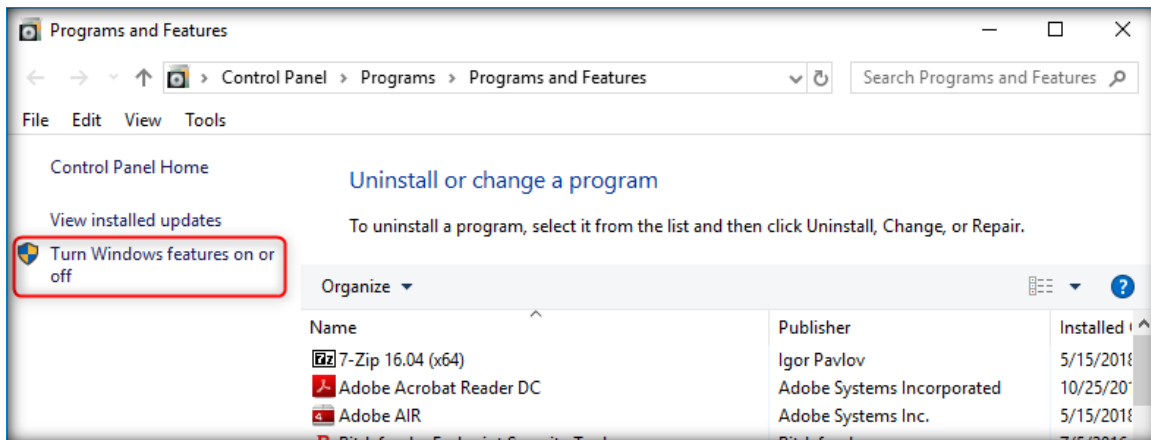 Programs and Features
Control Panel > Programs > Programs and Features
Search Programs and Features
File Edit View Tools
Control Panel Home
View installed updates
Turn Windows features on or
off
Uninstall or change a program
To uninstall a program, select it from the list and then click Uninstall, Change, or Repair.
Organize
Name Publisher Installed
7-Zip 16.04 (x64) Igor Pavlov 5/15/2018
Adobe Acrobat Reader DC Adobe Systems Incorporated 10/25/20
Adobe AIR Adobe Systems Inc. 5/15/2018